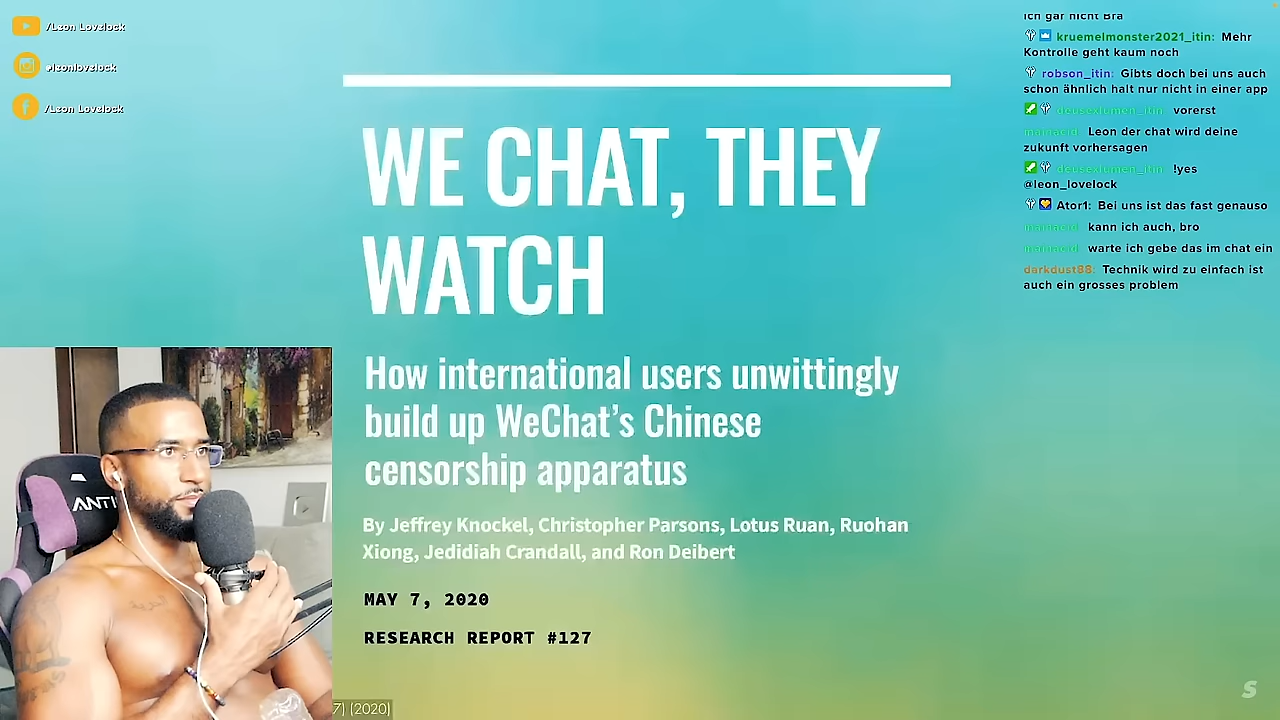 /Leon Lovelock
@leonlovelock
/Leon Lovelock
WE CHAT, THEY
WATCH
How international users unwittingly
build up WeChat’s Chinese
censorship apparatus
By Jeffrey Knockel, Christopher Parsons, Lotus Ruan, Ruohan
Xiong, Jedidiah Crandall, and Ron Deibert
MAY 7, 2020
RESEARCH REPORT #127
7) (2020)
ANTI
ich gar nicht Bra
kruemelmonster2021_itin: Mehr
Kontrolle geht kaum noch
robson_itin: Gibts doch bei uns auch
schon ähnlich halt nur nicht in einer app
deusexlumen_itin: vorerst
Leon der chat wird deine
zukunft vorhersagen
deusexlumen_itin: !yes
@leon_lovelock
Ator1: Bei uns ist das fast genauso
kann ich auch, bro
warte ich gebe das im chat ein
darkdust88: Technik wird zu einfach ist
auch ein grosses problem
S